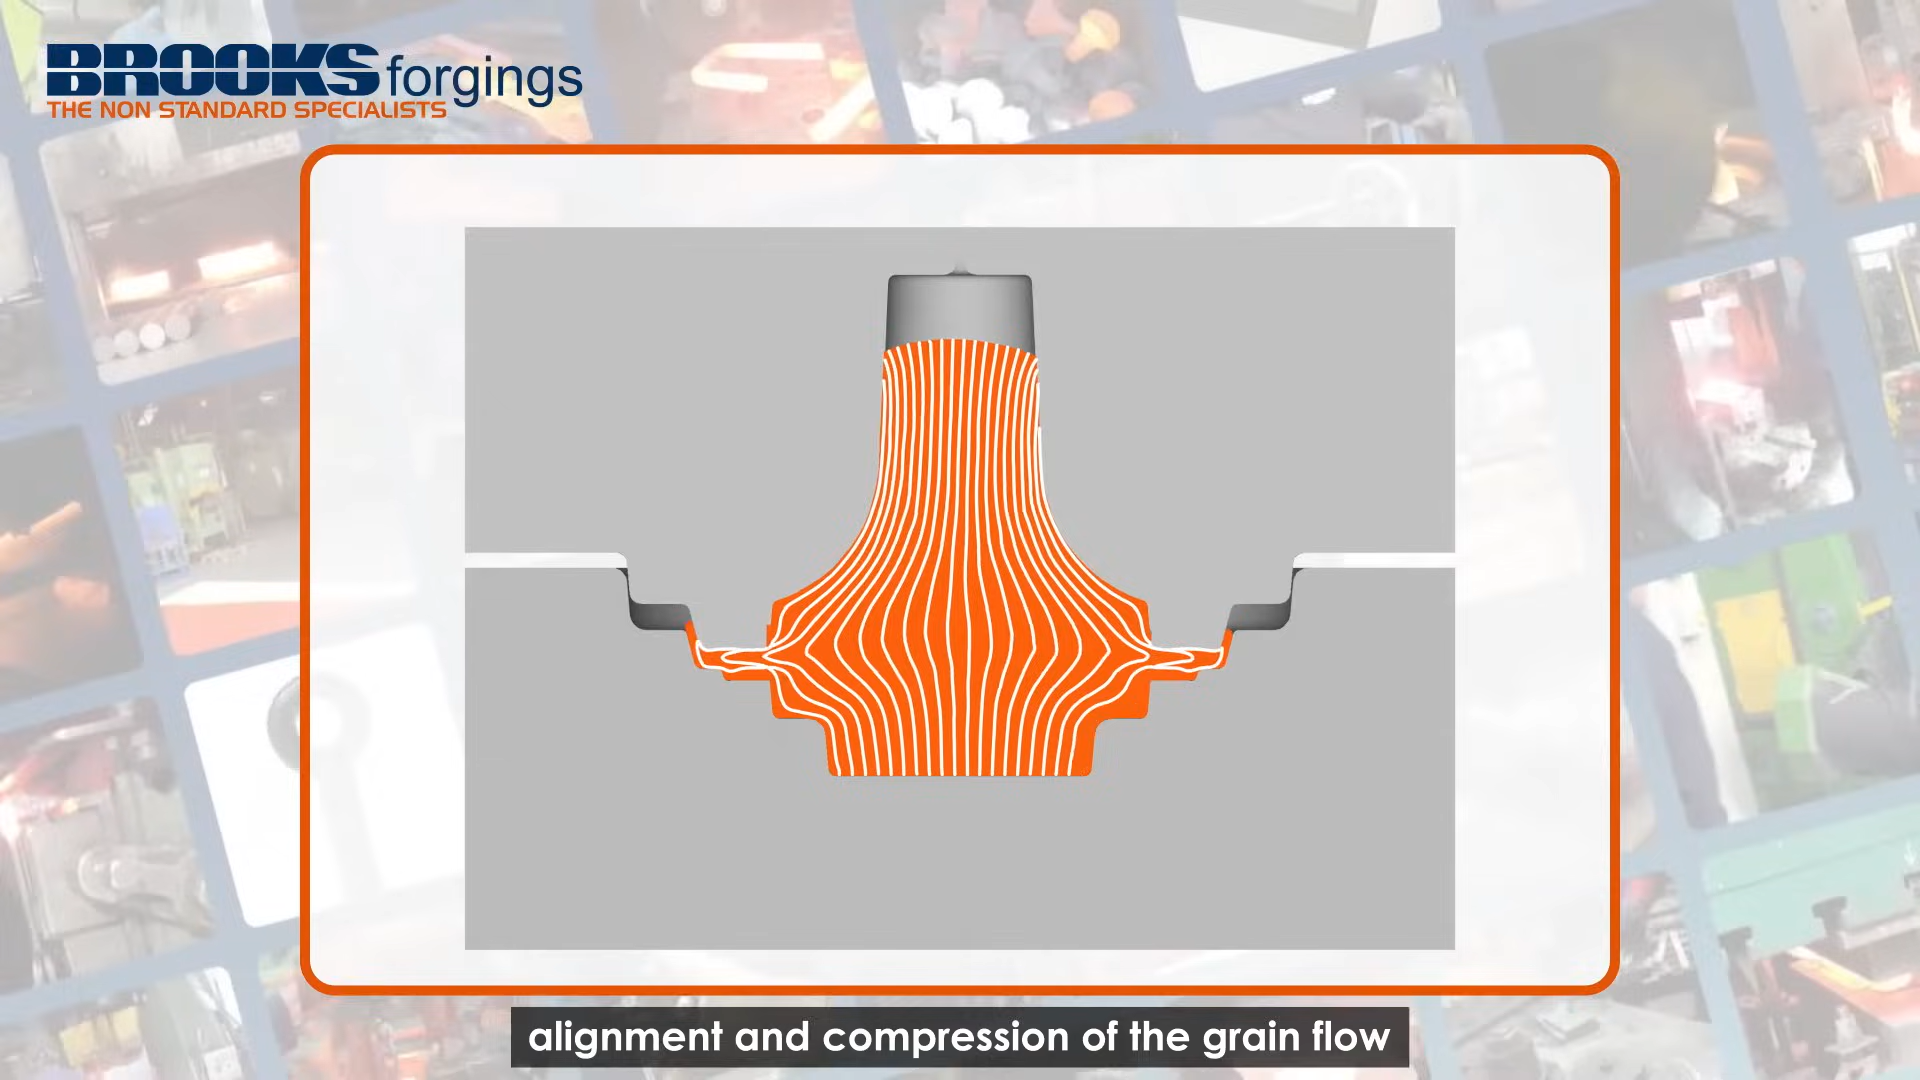 BROOKS forgings
THE NON STANDARD SPECIALISTS
alignment and compression of the grain flow